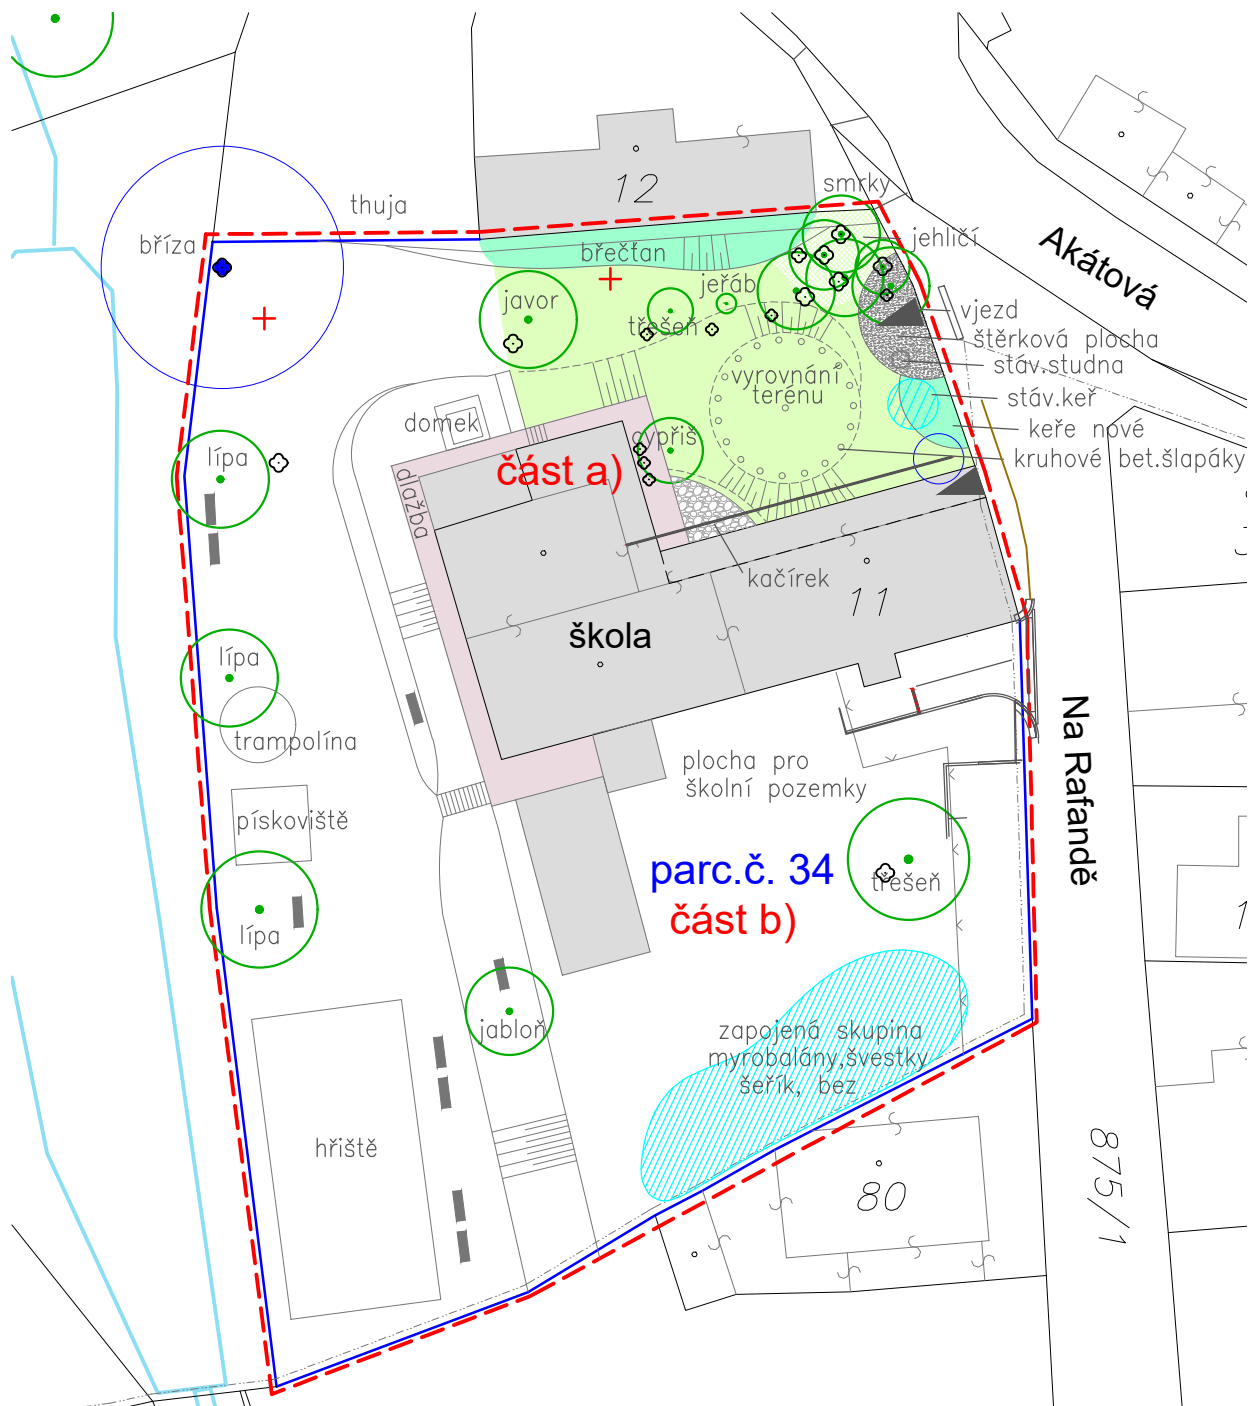 12
smrky
thuja
bříza
břečťan
jehličí
Akátová
javor
jeřáb
třešeň
vjezd
štěrková plocha
stáv.studna
vyrovnání
terénu
stáv.keř
keře nové
kruhové bet.šlapáky
domek
cypřiš
lípa
část a)
dlažba
kačírek
11
škola
lípa
trampolína
plocha pro
školní pozemky
Na Rafandě
pískoviště
parc.č. 34
třešeň
část b)
lípa
1
jabloň
zapojená skupina
myrobalány,švestky
šeřík, bez
hřiště
875/1
80